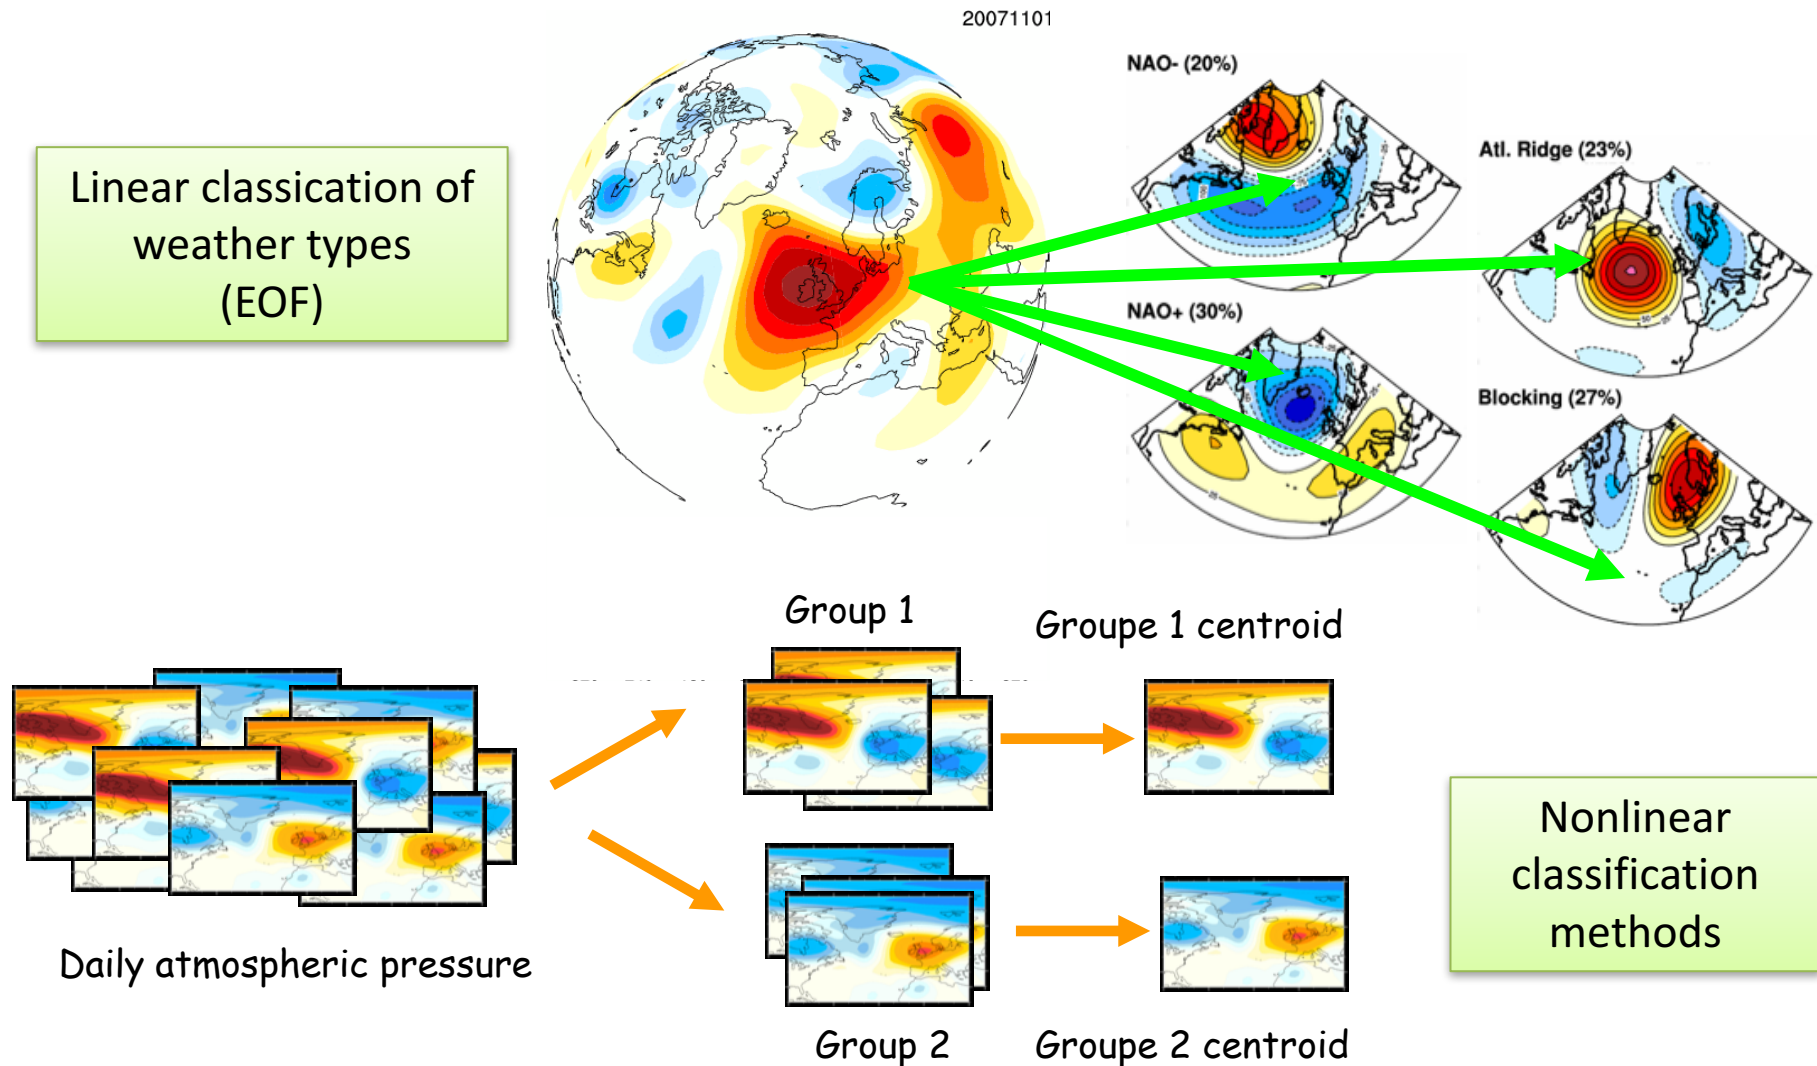 20071101
NAO- (20%)
Atl. Ridge (23%)
Linear classication of
weather types
(EOF)
NAO+ (30%)
Blocking (27%)
Group 1
Groupe 1 centroid
Nonlinear
classification
methods
Daily atmospheric pressure
Group 2
Groupe 2 centroid